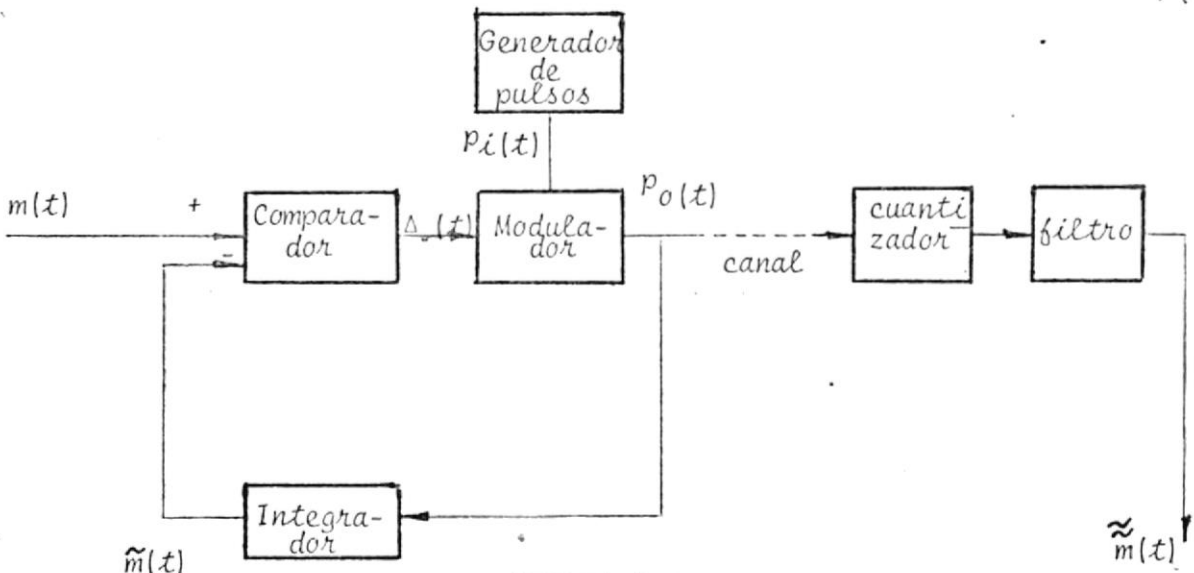 Generador
de
pulsos
pi(t)
m(t)
+
Compara-
dor
Δ(t)
Modula-
dor
po(t)
canal
cuanti
zador
filtro
-
Integra-
dor
m̃(t)
m̃̃(t)